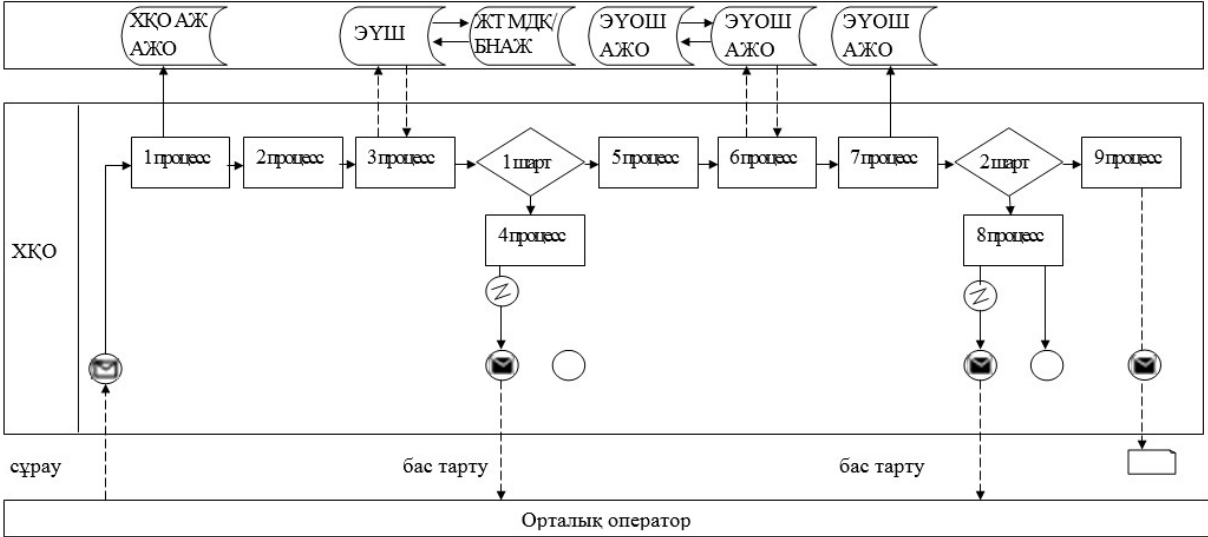 ХҚО АЖ
АЖО
ЭҮШ
ЖТ МДҚ/
БНАЖ
ЭҮОШ
АЖО
ЭҮОШ
АЖО
ЭҮОШ
АЖО
1 процесс
2 процесс
3 процесс
1 шарт
5 процесс
6 процесс
7 процесс
2 шарт
9 процесс
4 процесс
8 процесс
ХҚО
сұрау
бас тарту
бас тарту
Орталық оператор